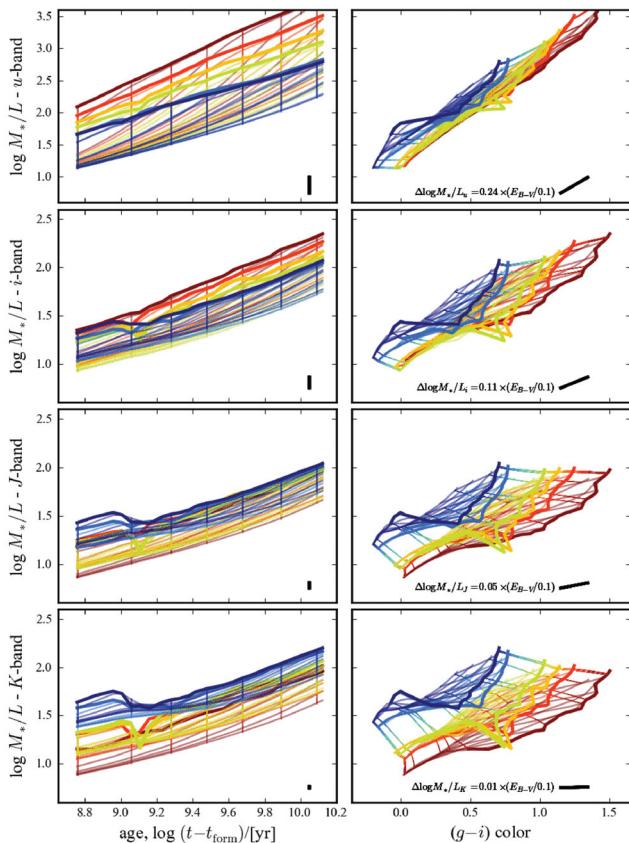 3.5
3.0
2.5
2.0
1.5
1.0
log M*/L - u-band
ΔlogM*/Lu=0.24×(EB−V/0.1)
2.5
2.0
1.5
1.0
log M*/L - i-band
ΔlogM*/Li=0.11×(EB−V/0.1)
2.5
2.0
1.5
1.0
log M*/L - J-band
ΔlogM*/LJ=0.05×(EB−V/0.1)
2.5
2.0
1.5
1.0
log M*/L - K-band
ΔlogM*/LK=0.01×(EB−V/0.1)
8.8 9.0 9.2 9.4 9.6 9.8 10.0 10.2
0.0 0.5 1.0 1.5
age, log (t−tform)/[yr]
(g−i) color